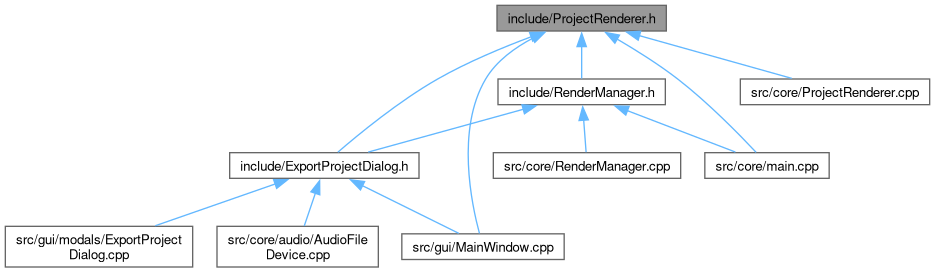 include/ProjectRenderer.h
include/RenderManager.h
src/core/ProjectRenderer.cpp
include/ExportProjectDialog.h
src/core/RenderManager.cpp
src/core/main.cpp
src/gui/modals/ExportProject
Dialog.cpp
src/core/audio/AudioFile
Device.cpp
src/gui/MainWindow.cpp